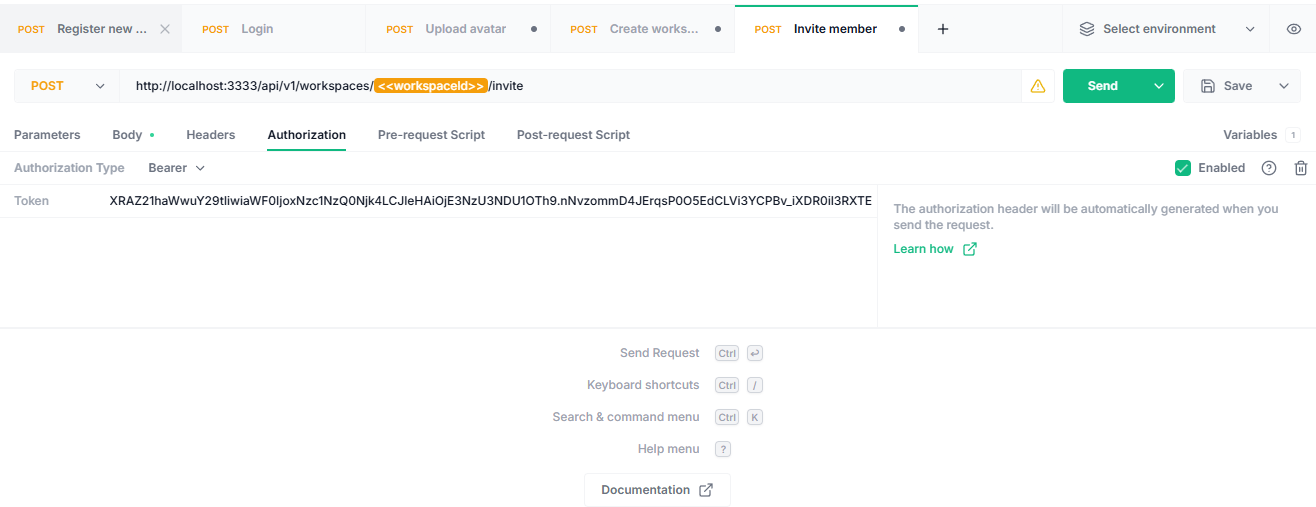 POST Register new ... POST Login POST Upload avatar POST Create works... POST Invite member Select environment
POST http://localhost:3333/api/v1/workspaces/<<workspaceId>>/invite Send Save
Parameters Body Headers Authorization Pre-request Script Post-request Script Variables 1
Authorization Type Bearer Enabled
Token XRAZ21haWwuY29tIiwiaWF0IjoxNzc1NzQ0Njk4LCJleHAiOjE3NzU3NDU1OTh9.nNvzommD4JErqsP0O5EdCLVi3YCPBv_iXDR0iI3RXTE
The authorization header will be automatically generated when you
send the request.
Learn how
Send Request Ctrl ↩
Keyboard shortcuts Ctrl /
Search & command menu Ctrl K
Help menu ?
Documentation